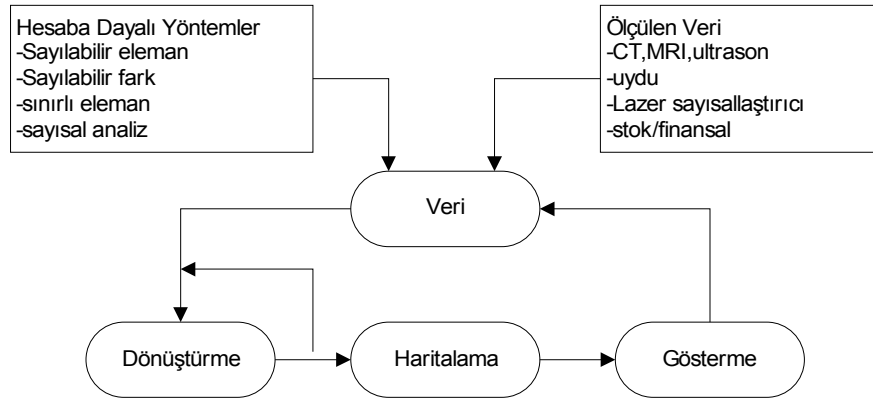 Hesaba Dayalı Yöntemler
-Sayılabilir eleman
-Sayılabilir fark
-sınırlı eleman
-sayısal analiz
Ölçülen Veri
-CT,MRI,ultrason
-uydu
-Lazer sayısallaştırıcı
-stok/finansal
Veri
Dönüştürme
Haritalama
Gösterme